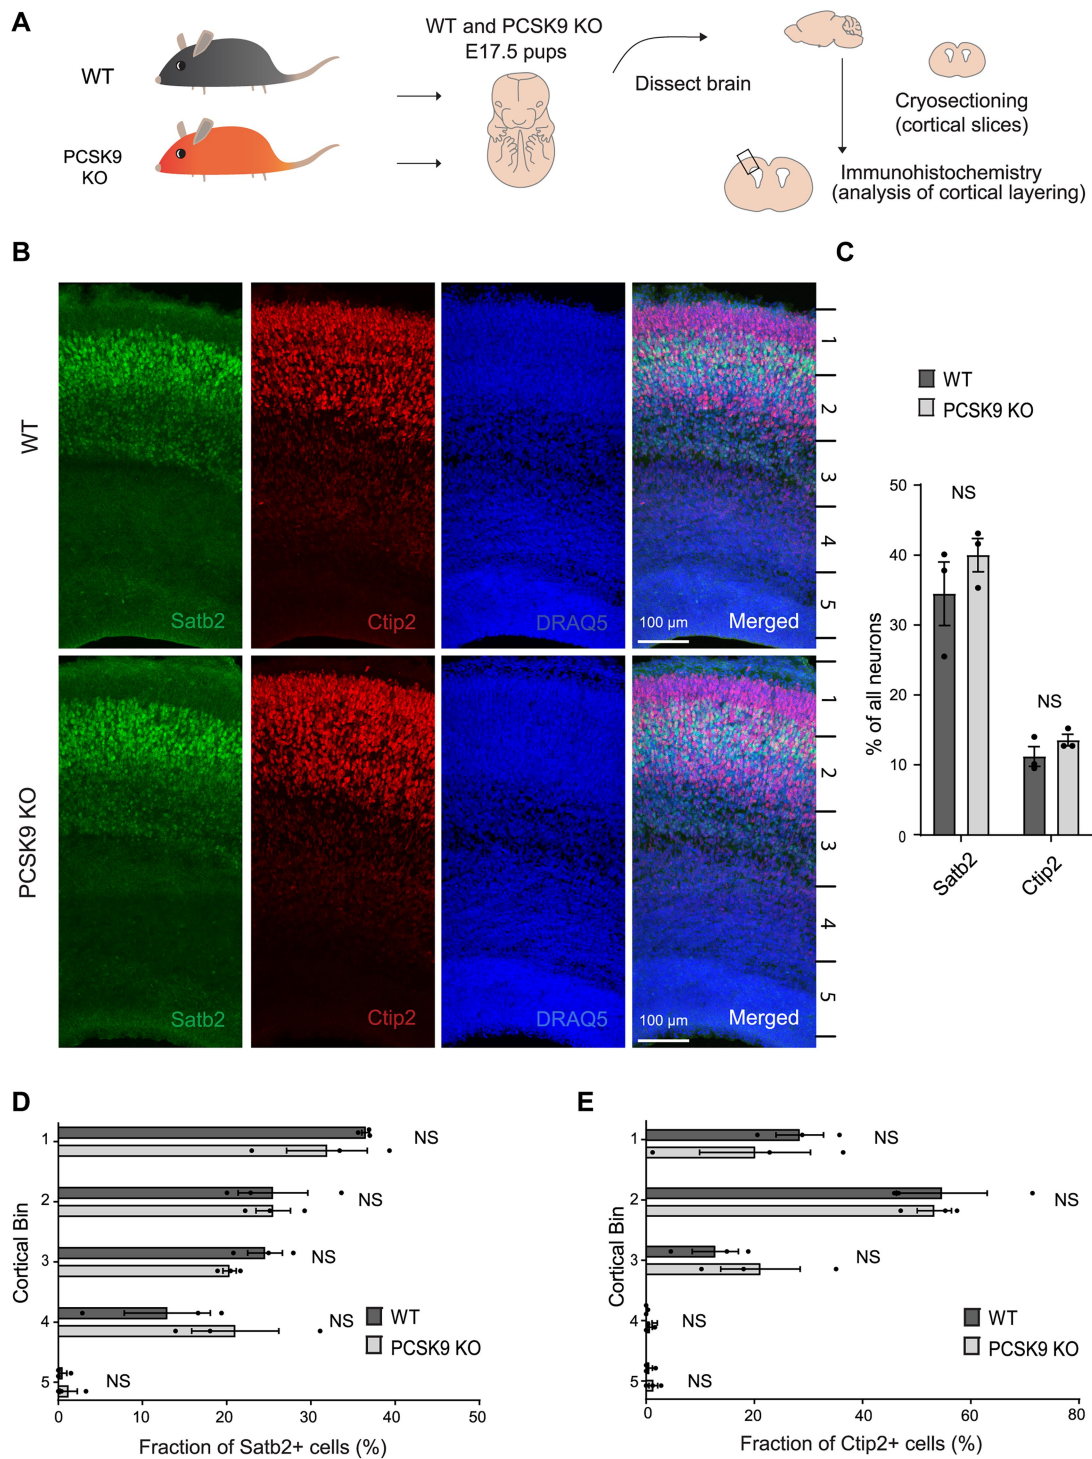 A
WT
PCSK9
KO
WT and PCSK9 KO
E17.5 pups
Dissect brain
Cryosectioning
(cortical slices)
Immunohistochemistry
(analysis of cortical layering)
B
WT
Satb2
Ctip2
DRAQ5
100 µm
Merged
1
2
3
4
5
PCSK9 KO
Satb2
Ctip2
DRAQ5
100 µm
Merged
1
2
3
4
5
C
WT
PCSK9 KO
% of all neurons
50
40
30
20
10
0
NS
NS
Satb2
Ctip2
D
Cortical Bin
1
2
3
4
5
NS
NS
NS
NS
NS
WT
PCSK9 KO
0
10
20
30
40
50
Fraction of Satb2+ cells (%)
E
Cortical Bin
1
2
3
4
5
NS
NS
NS
NS
NS
WT
PCSK9 KO
0
20
40
60
80
Fraction of Ctip2+ cells (%)